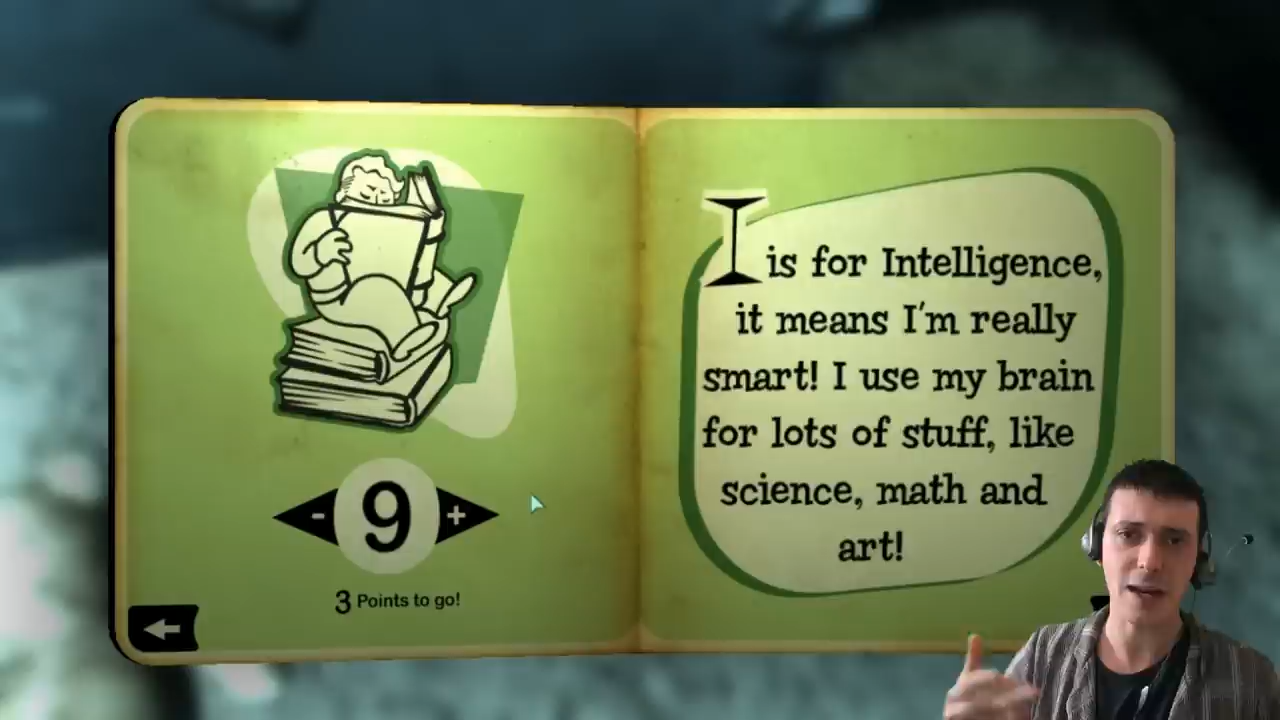 - 9 +
3 Points to go!
I is for Intelligence,
it means I'm really
smart! I use my brain
for lots of stuff, like
science, math and
art!